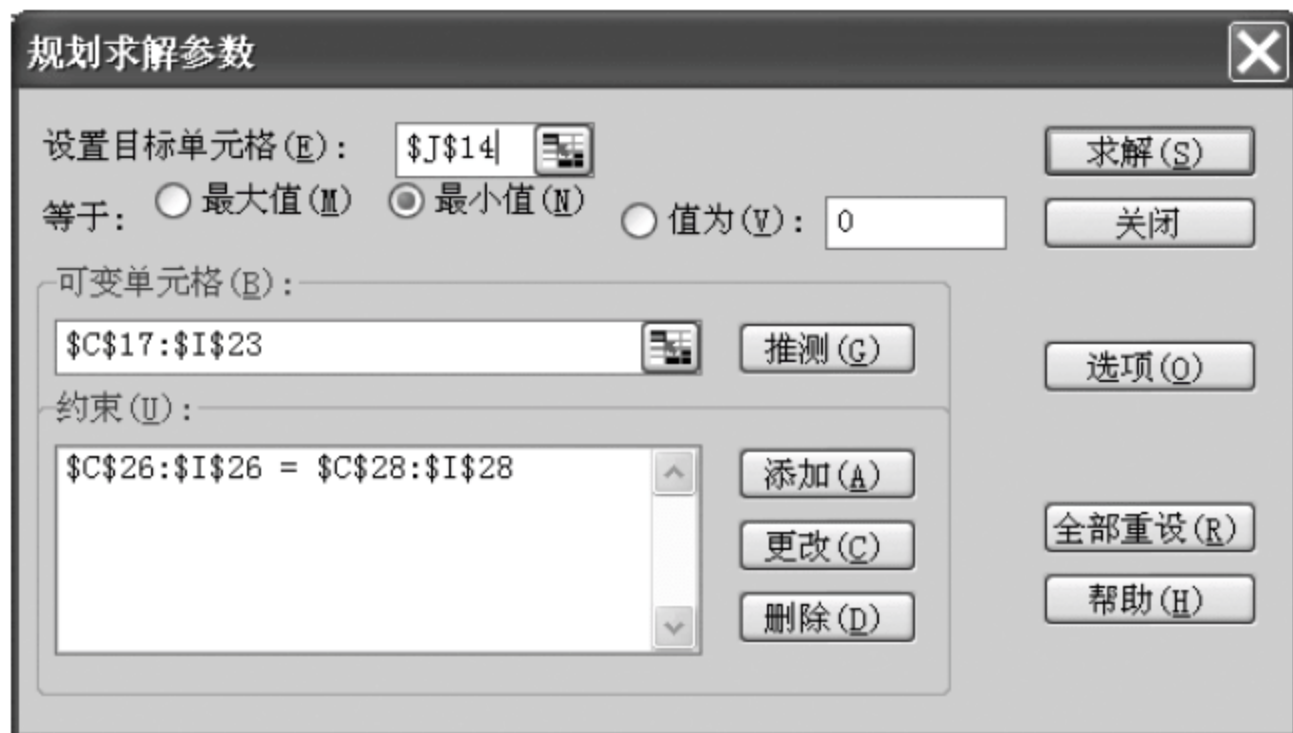 规划求解参数
设置目标单元格(E): $J$14 求解(S)
等于: 最大值(M) 最小值(N) 值为(V): 0 关闭
可变单元格(B):
$C$17:$I$23 推测(G) 选项(O)
约束(U):
$C$26:$I$26 = $C$28:$I$28 添加(A)
更改(C) 全部重设(R)
删除(D) 帮助(H)